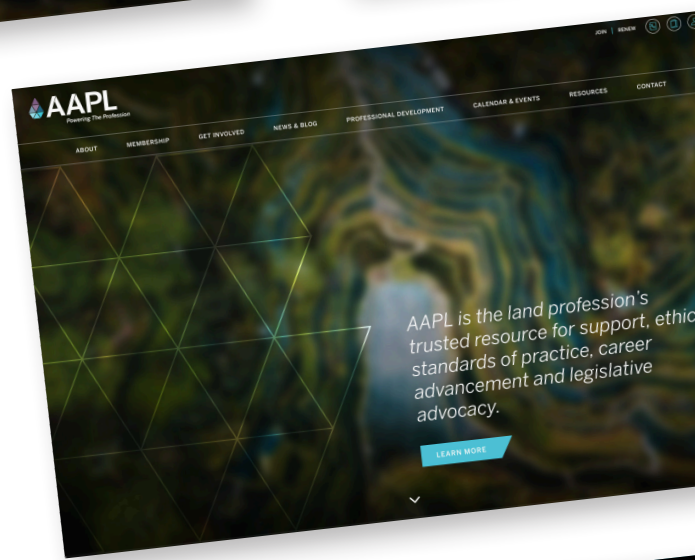 JOIN | RENEW
AAPL
Powering The Profession
ABOUT MEMBERSHIP GET INVOLVED NEWS & BLOG PROFESSIONAL DEVELOPMENT CALENDAR & EVENTS RESOURCES CONTACT
AAPL is the land profession's
trusted resource for support, ethic
standards of practice, career
advancement and legislative
advocacy.
LEARN MORE